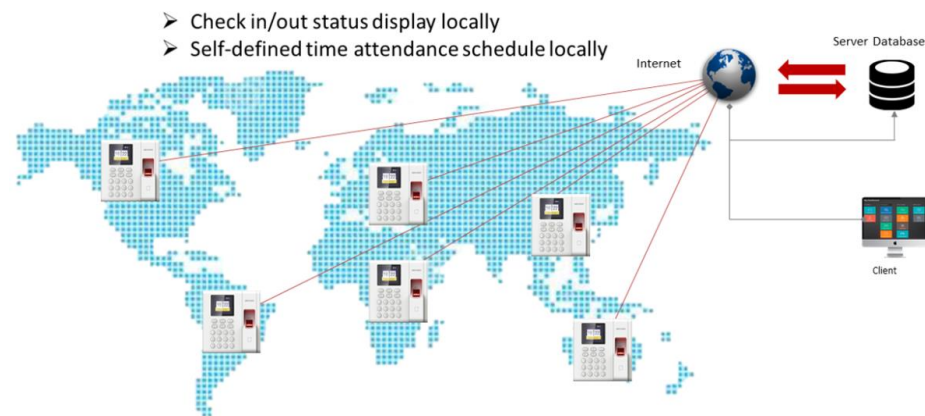 ➤ Check in/out status display locally
➤ Self-defined time attendance schedule locally
Internet
Server Database
Client